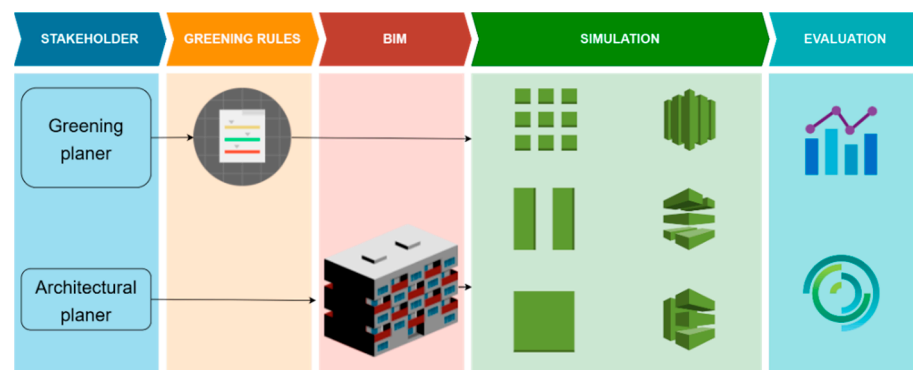 STAKEHOLDER
GREENING RULES
BIM
SIMULATION
EVALUATION
Greening
planer
Architectural
planer